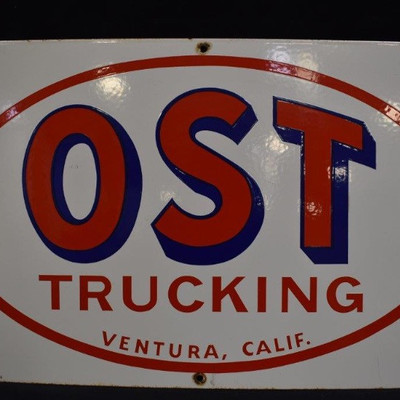 OST
TRUCKING
VENTURA, CALIF.